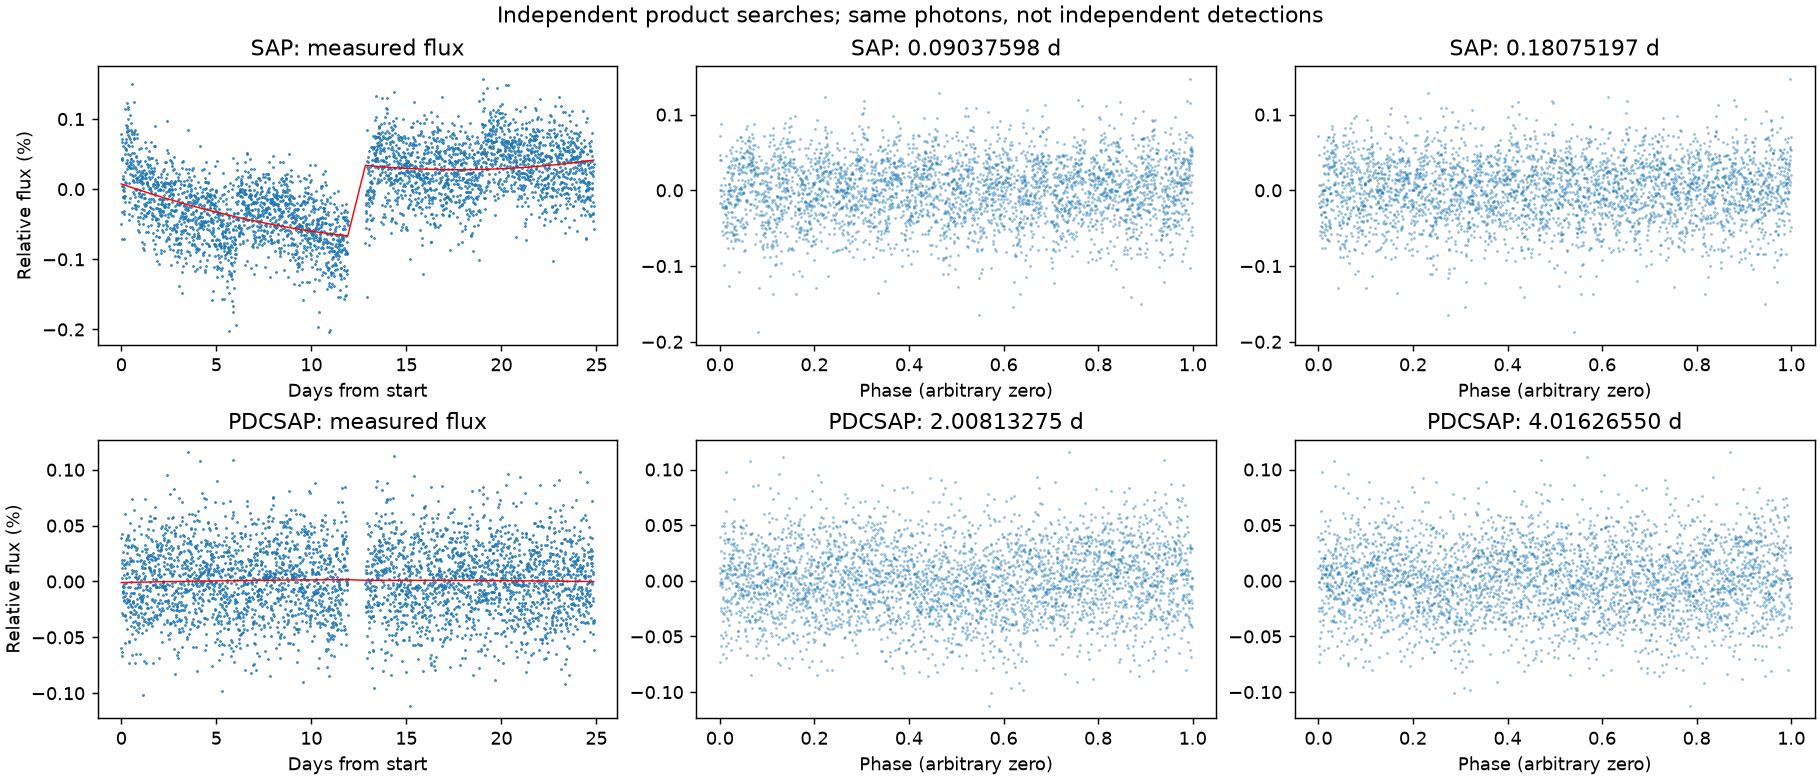 Independent product searches; same photons, not independent detections
SAP: measured flux
SAP: 0.09037598 d
SAP: 0.18075197 d
Relative flux (%)
0.1
0.0
−0.1
−0.2
0 5 10 15 20 25
Days from start
0.1
0.0
−0.1
−0.2
0.0 0.2 0.4 0.6 0.8 1.0
Phase (arbitrary zero)
0.1
0.0
−0.1
−0.2
0.0 0.2 0.4 0.6 0.8 1.0
Phase (arbitrary zero)
PDCSAP: measured flux
PDCSAP: 2.00813275 d
PDCSAP: 4.01626550 d
Relative flux (%)
0.10
0.05
0.00
−0.05
−0.10
0 5 10 15 20 25
Days from start
0.10
0.05
0.00
−0.05
−0.10
0.0 0.2 0.4 0.6 0.8 1.0
Phase (arbitrary zero)
0.10
0.05
0.00
−0.05
−0.10
0.0 0.2 0.4 0.6 0.8 1.0
Phase (arbitrary zero)